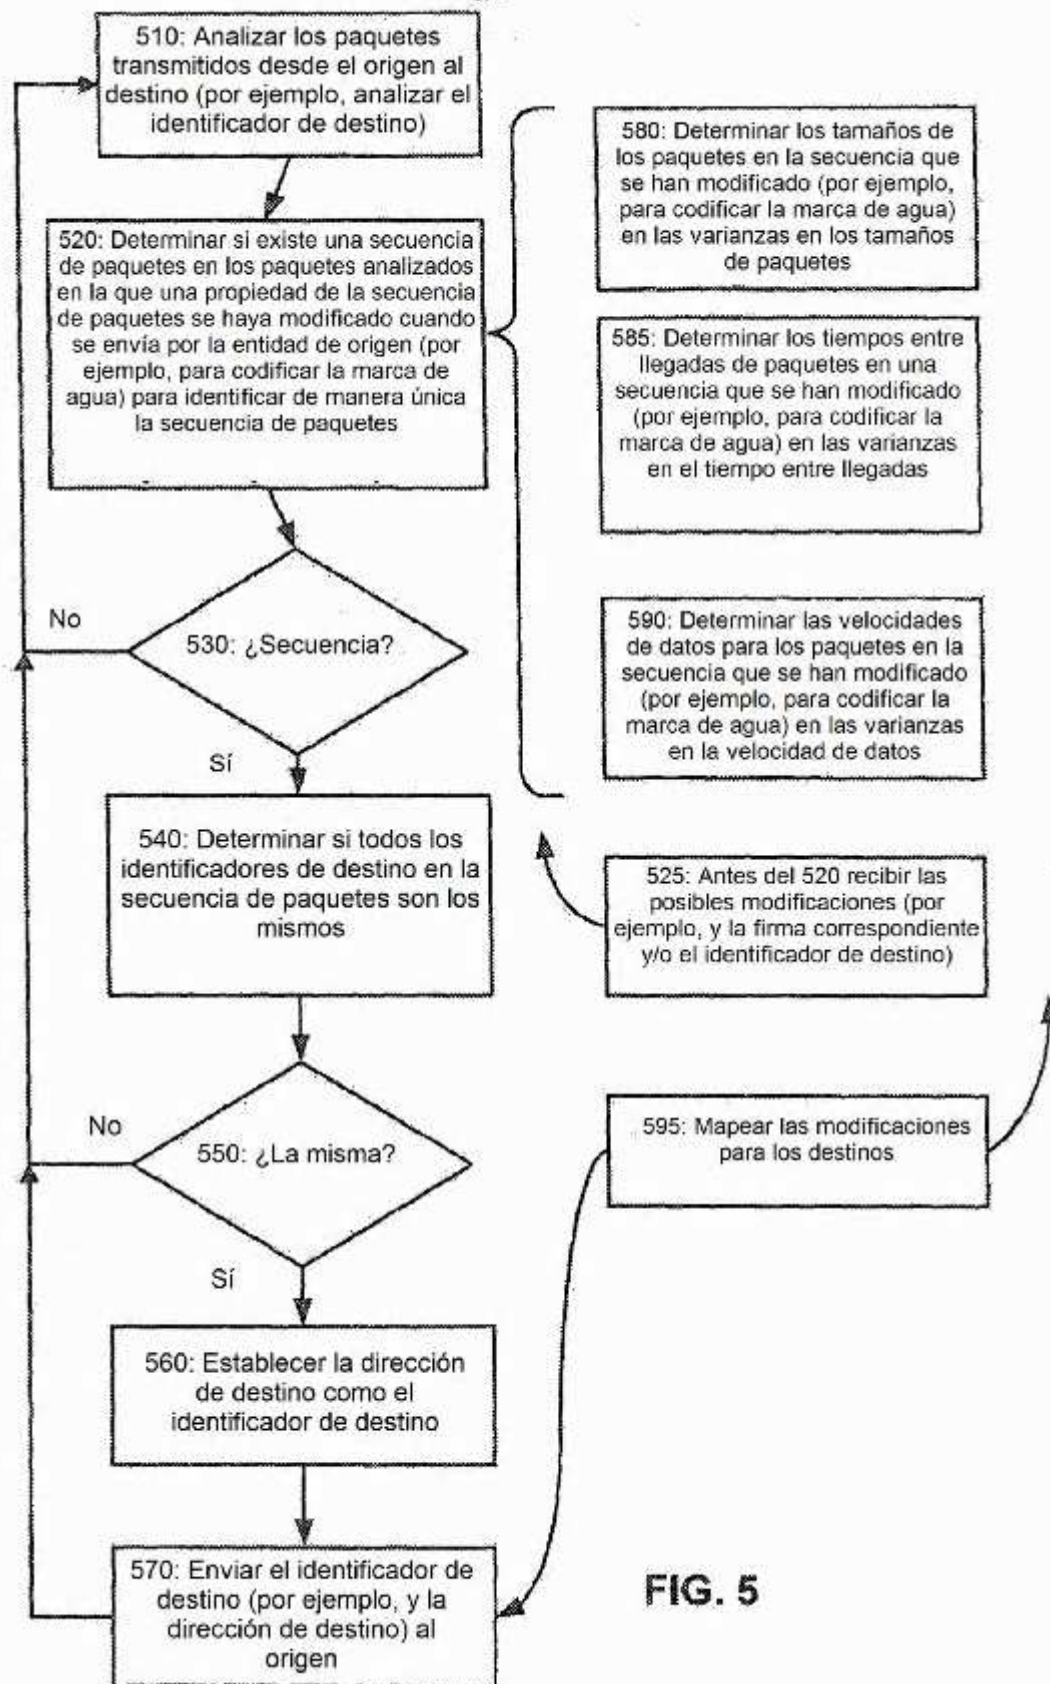 510: Analizar los paquetes
transmitidos desde el origen al
destino (por ejemplo, analizar el
identificador de destino)
520: Determinar si existe una secuencia
de paquetes en los paquetes analizados
en la que una propiedad de la secuencia
de paquetes se haya modificado cuando
se envía por la entidad de origen (por
ejemplo, para codificar la marca de
agua) para identificar de manera única
la secuencia de paquetes
580: Determinar los tamaños de
los paquetes en la secuencia que
se han modificado (por ejemplo,
para codificar la marca de agua)
en las varianzas en los tamaños
de paquetes
585: Determinar los tiempos entre
llegadas de paquetes en una
secuencia que se han modificado
(por ejemplo, para codificar la
marca de agua) en las varianzas
en el tiempo entre llegadas
No
530: ¿Secuencia?
Sí
590: Determinar las velocidades
de datos para los paquetes en la
secuencia que se han modificado
(por ejemplo, para codificar la
marca de agua) en las varianzas
en la velocidad de datos
540: Determinar si todos los
identificadores de destino en la
secuencia de paquetes son los
mismos
525: Antes del 520 recibir las
posibles modificaciones (por
ejemplo, y la firma correspondiente
y/o el identificador de destino)
No
550: ¿La misma?
Sí
595: Mapear las modificaciones
para los destinos
560: Establecer la dirección
de destino como el
identificador de destino
570: Enviar el identificador de
destino (por ejemplo, y la
dirección de destino) al
origen
FIG. 5